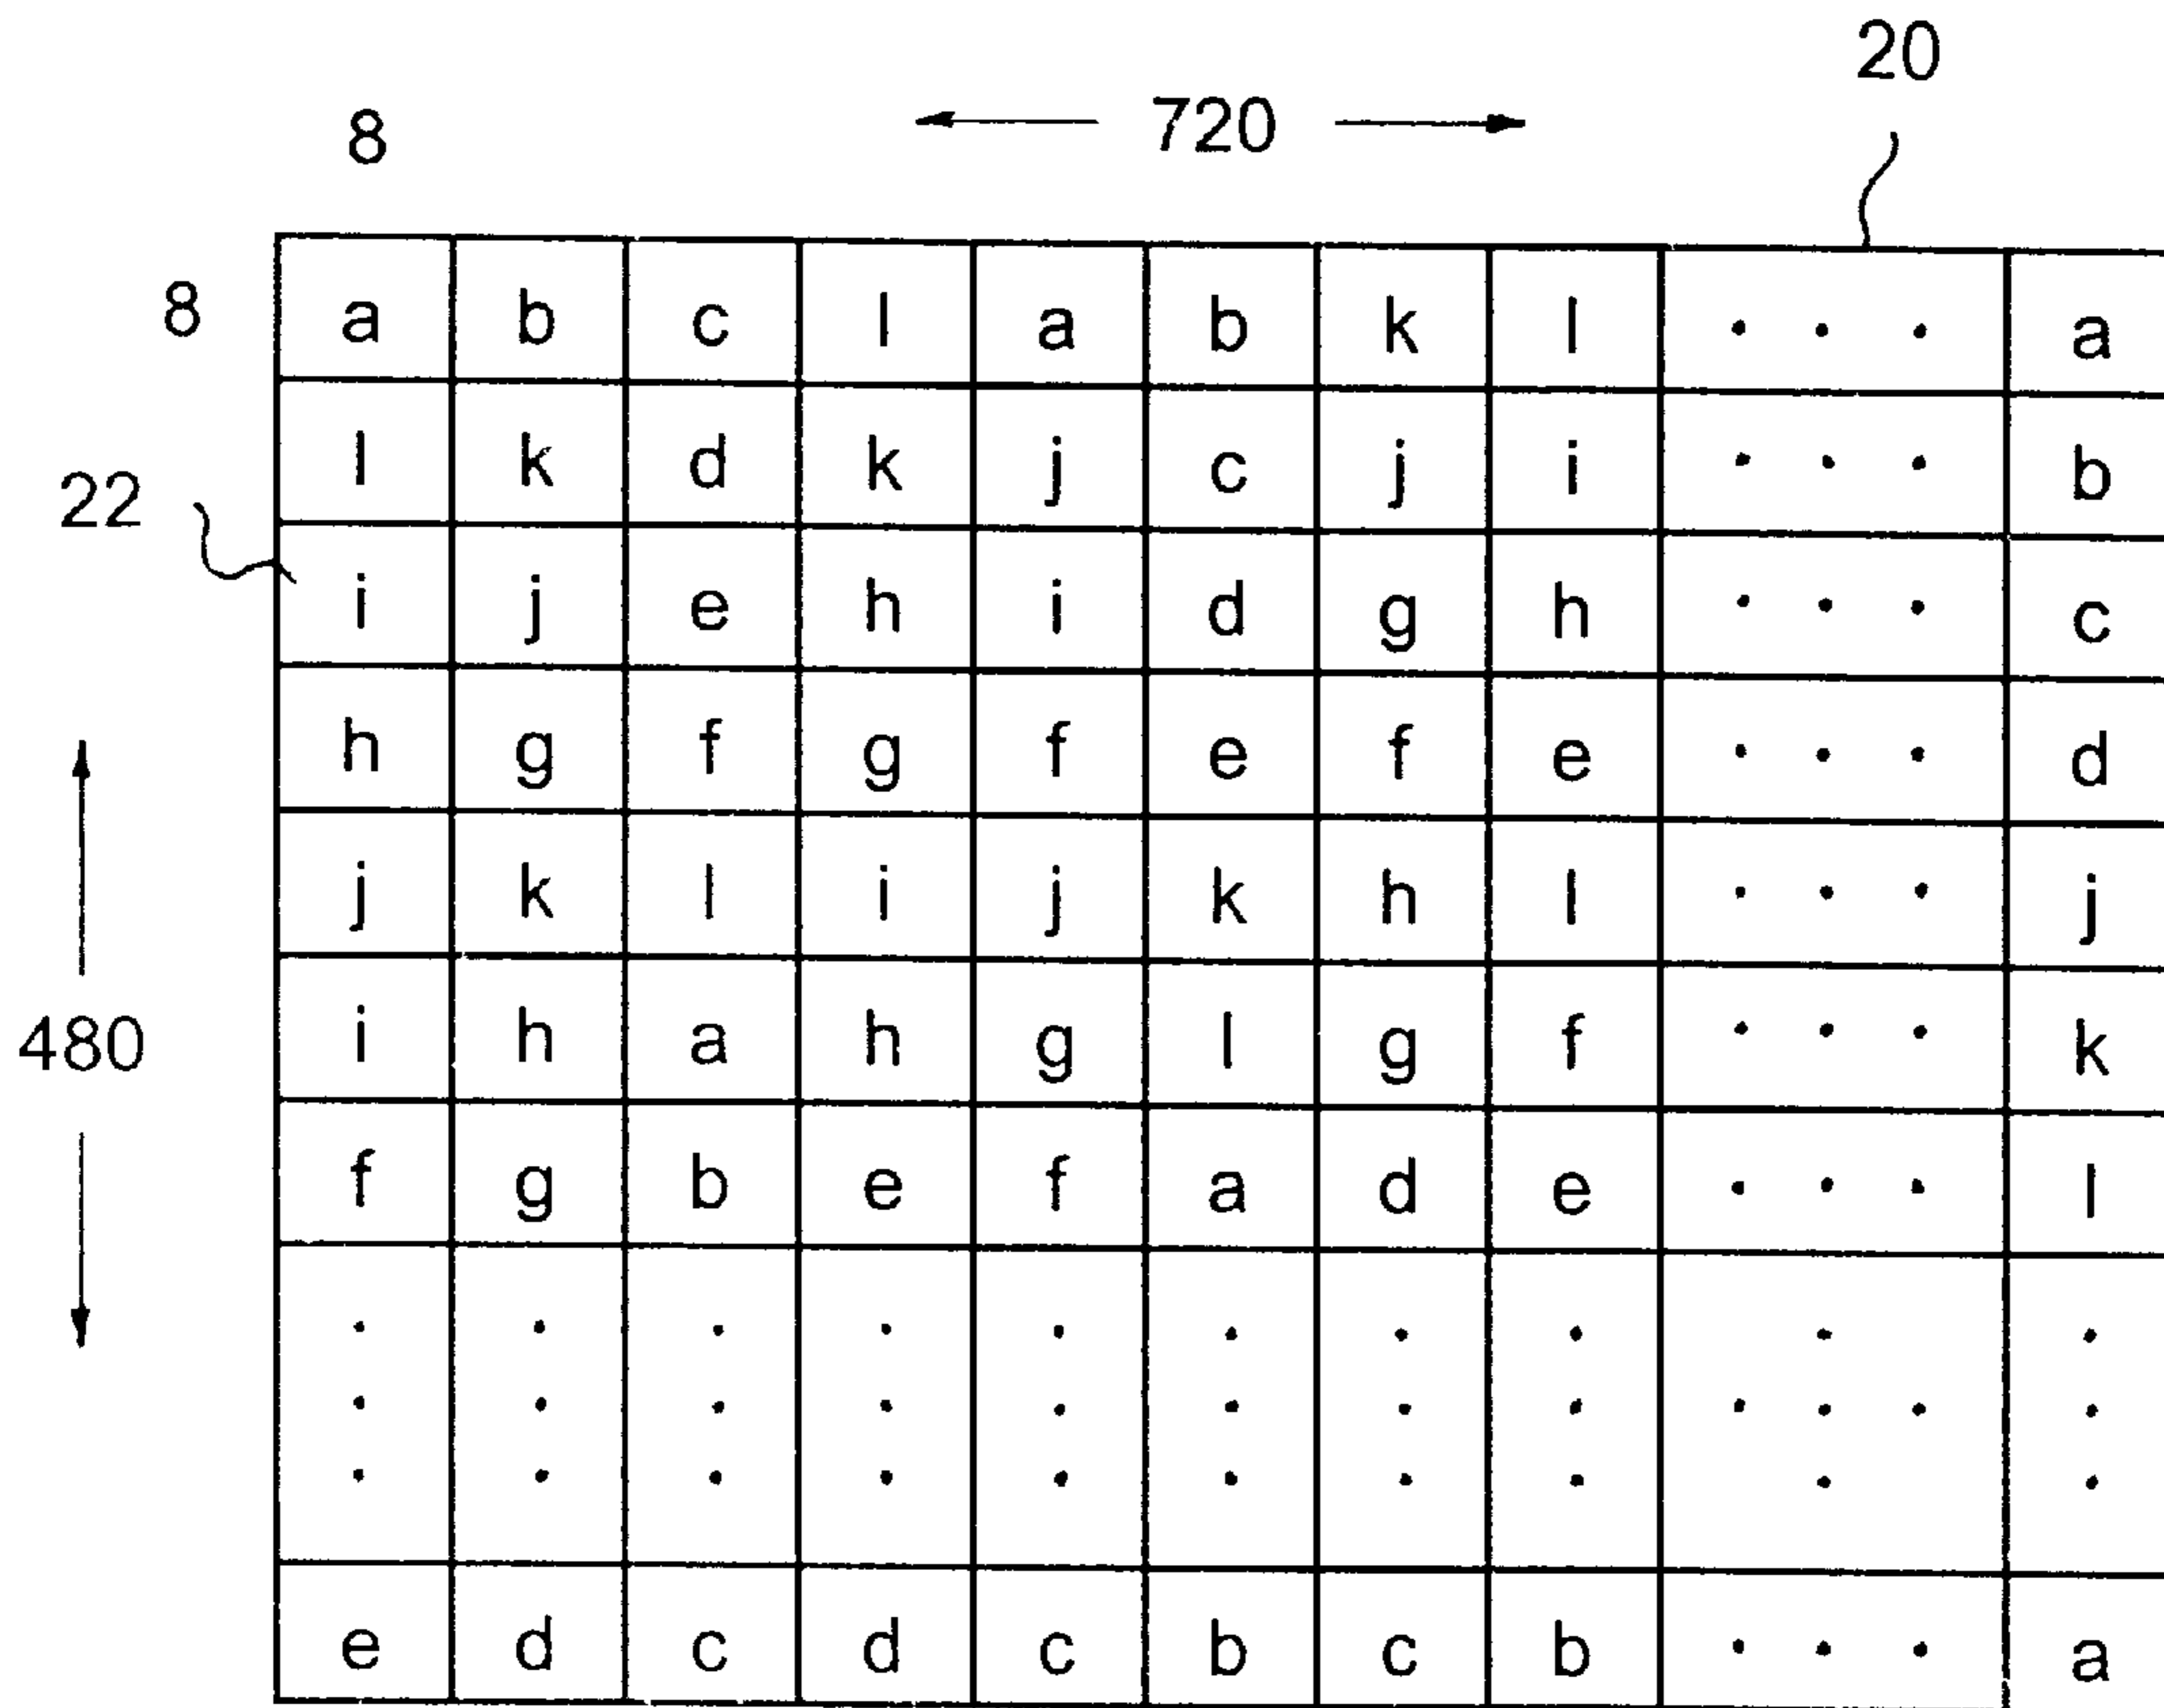 20
8 720
8 a b c l a b k l . . . a
l k d k j c j i . . . b
22
i j e h i d g h . . . c
h g f g f e f e . . . d
j k l i j k h l . . . j
480 i h a h g l g f . . . k
f g b e f a d e . . . l
. . . . . . . . . .
. . . . . . . . . . . .
. . . . . . . . . .
e d c d c b c b . . . a